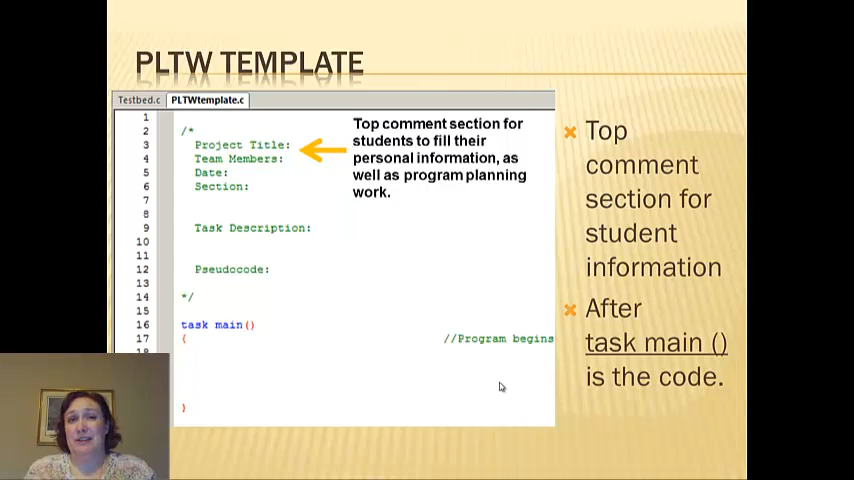 PLTW TEMPLATE
Testbed.c PLTWtemplate.c
1
2 /*
3 Project Title:
4 Team Members:
5 Date:
6 Section:
7
8
9 Task Description:
10
11
12 Pseudocode:
13
14 */
15
16 task main()
17 { //Program begins
18
}
Top comment section for
students to fill their
personal information, as
well as program planning
work.
Top
comment
section for
student
information
After
task main ()
is the code.